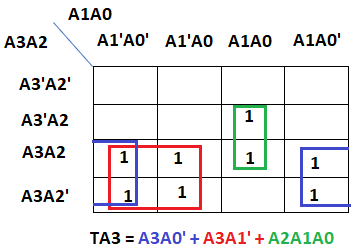 A1A0
A3A2 A1'A0' A1'A0 A1A0 A1A0'
A3'A2'
A3'A2 1
A3A2 1 1 1 1
A3A2' 1 1 1
TA3 = A3A0' + A3A1' + A2A1A0